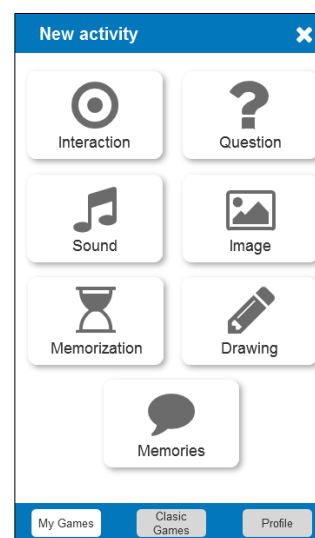 New activity
Interaction
Question
Sound
Image
Memorization
Drawing
Memories
My Games
Clasic
Games
Profile